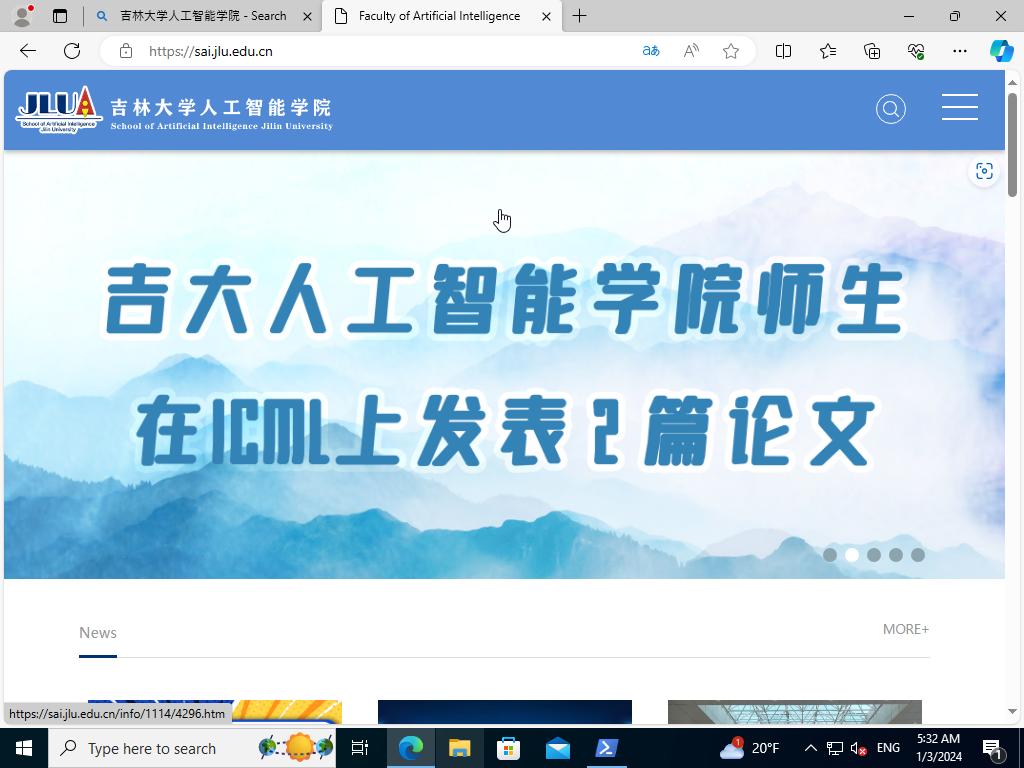 吉林大学人工智能学院 - Search
Faculty of Artificial Intelligence
https://sai.jlu.edu.cn
JLUA
School of Artificial Intelligence
Jilin University
吉林大学人工智能学院
School of Artificial Intelligence Jilin University
吉大人工智能学院师生
在ICML上发表2篇论文
News
MORE+
https://sai.jlu.edu.cn/info/1114/4296.htm
Type here to search
1
20°F
ENG
5:32 AM
1/3/2024
1